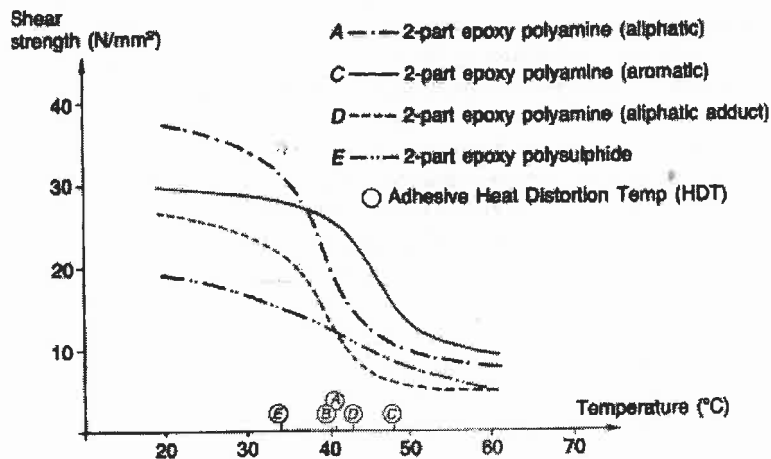 Shear
strength (N/mm²)
A 2-part epoxy polyamine (aliphatic)
C 2-part epoxy polyamine (aromatic)
D 2-part epoxy polyamine (aliphatic adduct)
E 2-part epoxy polysulphide
Adhesive Heat Distortion Temp (HDT)
40
30
20
10
A
E B D C
Temperature (°C)
20 30 40 50 60 70